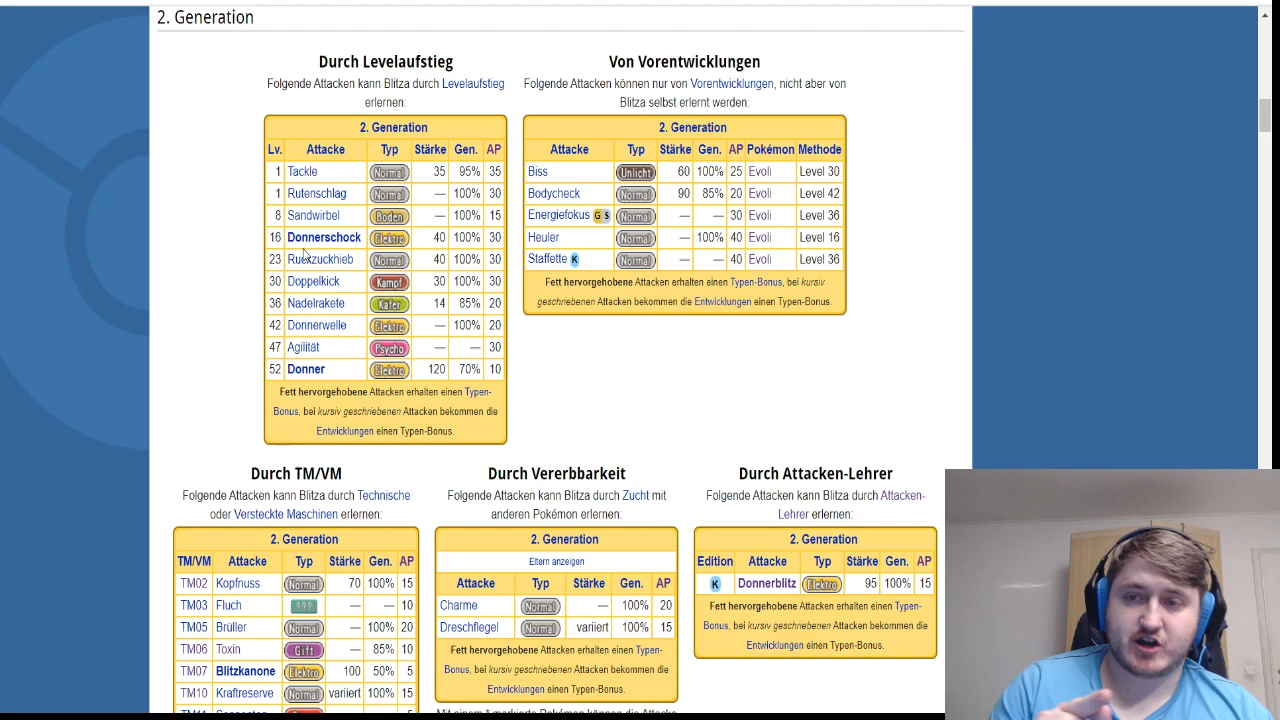 2. Generation
Durch Levelaufstieg
Folgende Attacken kann Blitza durch Levelaufstieg
erlernen:
2. Generation
Lv. Attacke Typ Stärke Gen. AP
1 Tackle Normal 35 95% 35
1 Rutenschlag Normal — 100% 30
8 Sandwirbel Boden — 100% 15
16 Donnerschock Elektro 40 100% 30
23 Ruckzuckhieb Normal 40 100% 30
30 Doppelkick Kampf 30 100% 30
36 Nadelrakete Käfer 14 85% 20
42 Donnerwelle Elektro — 100% 20
47 Agilität Psycho — — 30
52 Donner Elektro 120 70% 10
Fett hervorgehobene Attacken erhalten einen Typen-
Bonus, bei kursiv geschriebenen Attacken bekommen die
Entwicklungen einen Typen-Bonus.
Von Vorentwicklungen
Folgende Attacken können nur von Vorentwicklungen, nicht aber von
Blitza selbst erlernt werden:
2. Generation
Attacke Typ Stärke Gen. AP Pokémon Methode
Biss Unlicht 60 100% 25 Evoli Level 30
Bodycheck Normal 90 85% 20 Evoli Level 42
Energiefokus G S Normal — — 30 Evoli Level 36
Heuler Normal — 100% 40 Evoli Level 16
Staffette K Normal — — 40 Evoli Level 36
Fett hervorgehobene Attacken erhalten einen Typen-Bonus, bei kursiv
geschriebenen Attacken bekommen die Entwicklungen einen Typen-Bonus.
Durch TM/VM
Folgende Attacken kann Blitza durch Technische
oder Versteckte Maschinen erlernen:
2. Generation
TM/VM Attacke Typ Stärke Gen. AP
TM02 Kopfnuss Normal 70 100% 15
TM03 Fluch ??? — — 10
TM05 Brüller Normal — 100% 20
TM06 Toxin Gift — 85% 10
TM07 Blitzkanone Elektro 100 50% 5
TM10 Kraftreserve Normal variiert 100% 15
Durch Vererbbarkeit
Folgende Attacken kann Blitza durch Zucht mit
anderen Pokémon erlernen:
2. Generation
Eltern anzeigen
Attacke Typ Stärke Gen. AP
Charme Normal — 100% 20
Dreschflegel Normal variiert 100% 15
Fett hervorgehobene Attacken erhalten einen Typen-
Bonus, bei kursiv geschriebenen Attacken bekommen die
Entwicklungen einen Typen-Bonus.
Mit einem * markierte Pokémon können die Attacke
Durch Attacken-Lehrer
Folgende Attacken kann Blitza durch Attacken-
Lehrer erlernen:
2. Generation
Edition Attacke Typ Stärke Gen. AP
K Donnerblitz Elektro 95 100% 15
Fett hervorgehobene Attacken erhalten einen Typen-
Bonus, bei kursiv geschriebenen Attacken bekommen die
Entwicklungen einen Typen-Bonus.